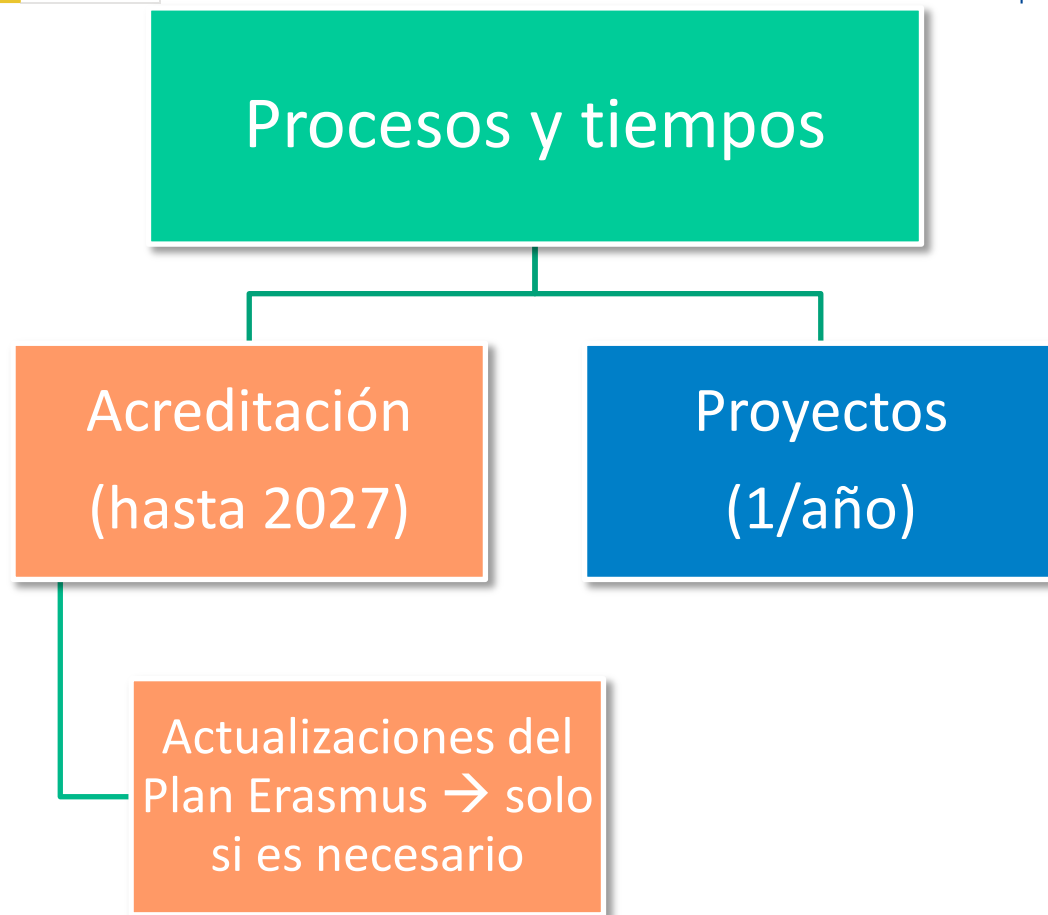 Procesos y tiempos
Acreditación
(hasta 2027)
Proyectos
(1/año)
Actualizaciones del
Plan Erasmus → solo
si es necesario